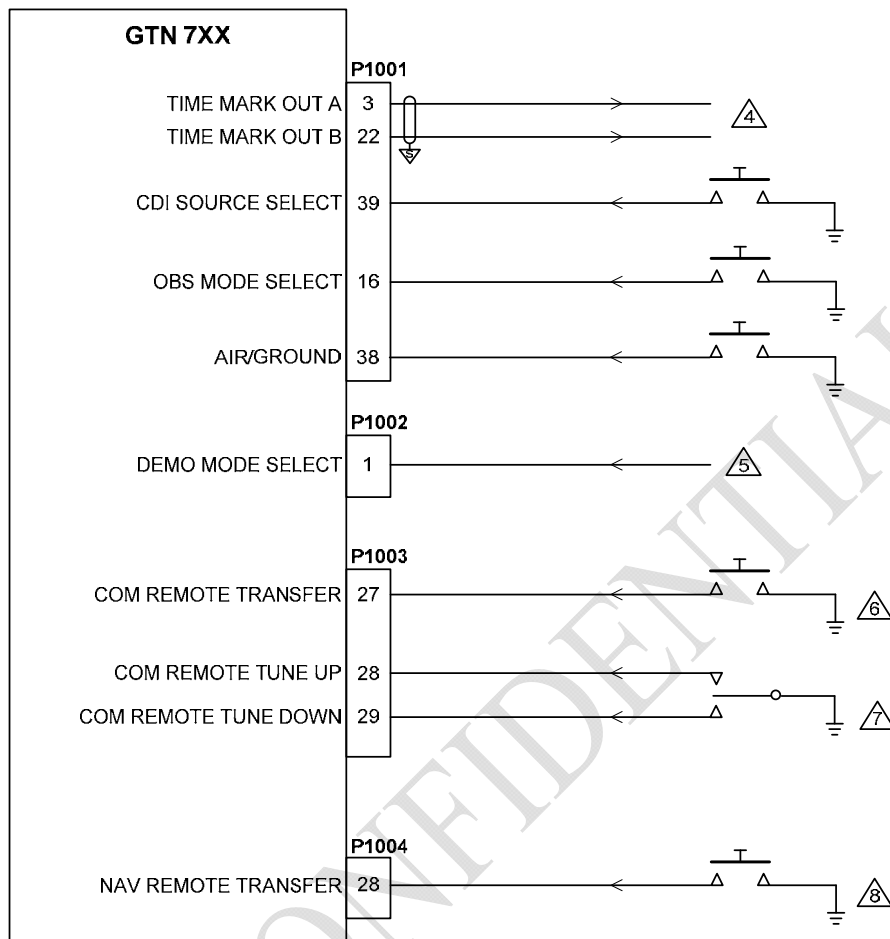 GTN 7XX
P1001
TIME MARK OUT A 3
TIME MARK OUT B 22
4
S
CDI SOURCE SELECT 39
OBS MODE SELECT 16
AIR/GROUND 38
P1002
DEMO MODE SELECT 1
5
P1003
COM REMOTE TRANSFER 27
6
COM REMOTE TUNE UP 28
COM REMOTE TUNE DOWN 29
7
P1004
NAV REMOTE TRANSFER 28
8
ONFIDENTIAL